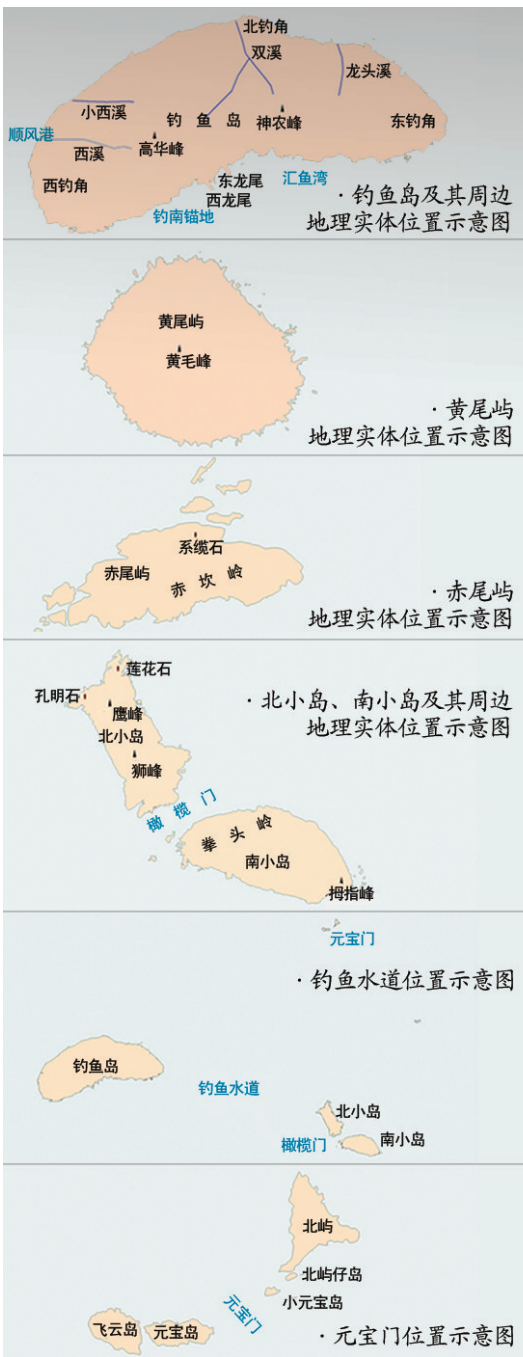 北钓角
双溪
龙头溪
小西溪
钓鱼岛
神农峰
东钓角
顺风港
西溪
高华峰
西钓角
东龙尾
西龙尾
汇鱼湾
钓南锚地
·钓鱼岛及其周边
地理实体位置示意图
黄尾屿
黄毛峰
·黄尾屿
地理实体位置示意图
系缆石
赤尾屿
赤坎岭
·赤尾屿
地理实体位置示意图
莲花石
孔明石
鹰峰
北小岛
狮峰
·北小岛、南小岛及其周边
地理实体位置示意图
橄榄门
拳头岭
南小岛
拇指峰
元宝门
·钓鱼水道位置示意图
钓鱼岛
钓鱼水道
北小岛
橄榄门
南小岛
北屿
北屿仔岛
小元宝岛
元宝门
飞云岛
元宝岛
·元宝门位置示意图